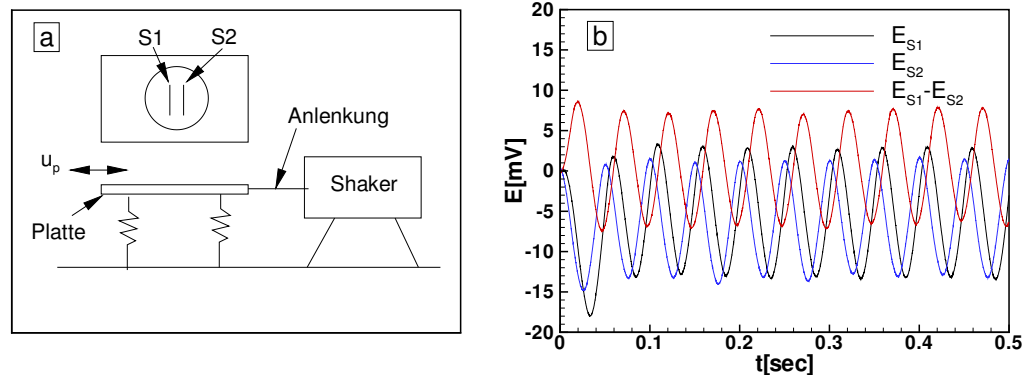 a
S1 S2
Anlenkung
u_p
Shaker
Platte
b
E_S1
E_S2
E_S1-E_S2
E[mV]
20
15
10
5
0
-5
-10
-15
-20
0 0.1 0.2 0.3 0.4 0.5
t[sec]